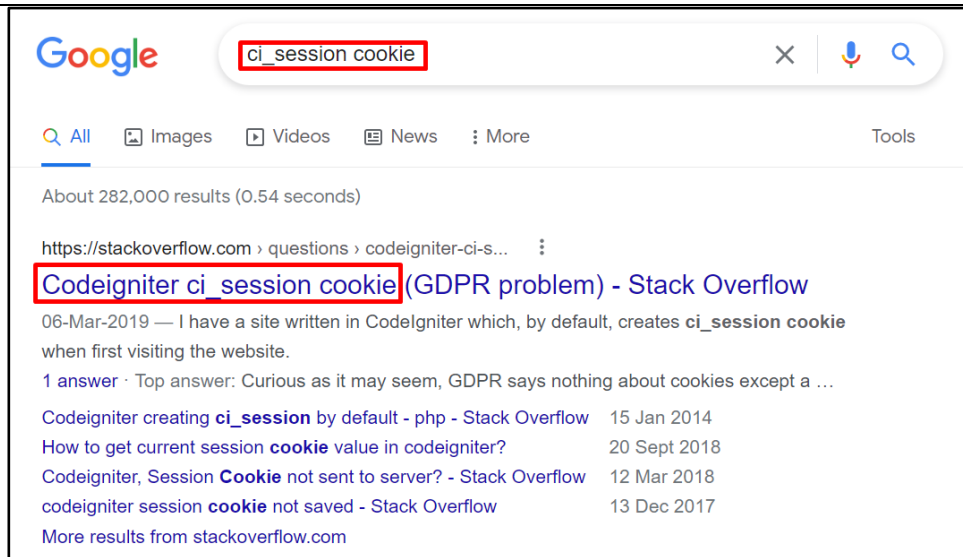 Google
ci_session cookie
All Images Videos News More Tools
About 282,000 results (0.54 seconds)
https://stackoverflow.com › questions › codeigniter-ci-s...
Codeigniter ci_session cookie (GDPR problem) - Stack Overflow
06-Mar-2019 — I have a site written in CodeIgniter which, by default, creates ci_session cookie
when first visiting the website.
1 answer · Top answer: Curious as it may seem, GDPR says nothing about cookies except a …
Codeigniter creating ci_session by default - php - Stack Overflow 15 Jan 2014
How to get current session cookie value in codeigniter? 20 Sept 2018
Codeigniter, Session Cookie not sent to server? - Stack Overflow 12 Mar 2018
codeigniter session cookie not saved - Stack Overflow 13 Dec 2017
More results from stackoverflow.com